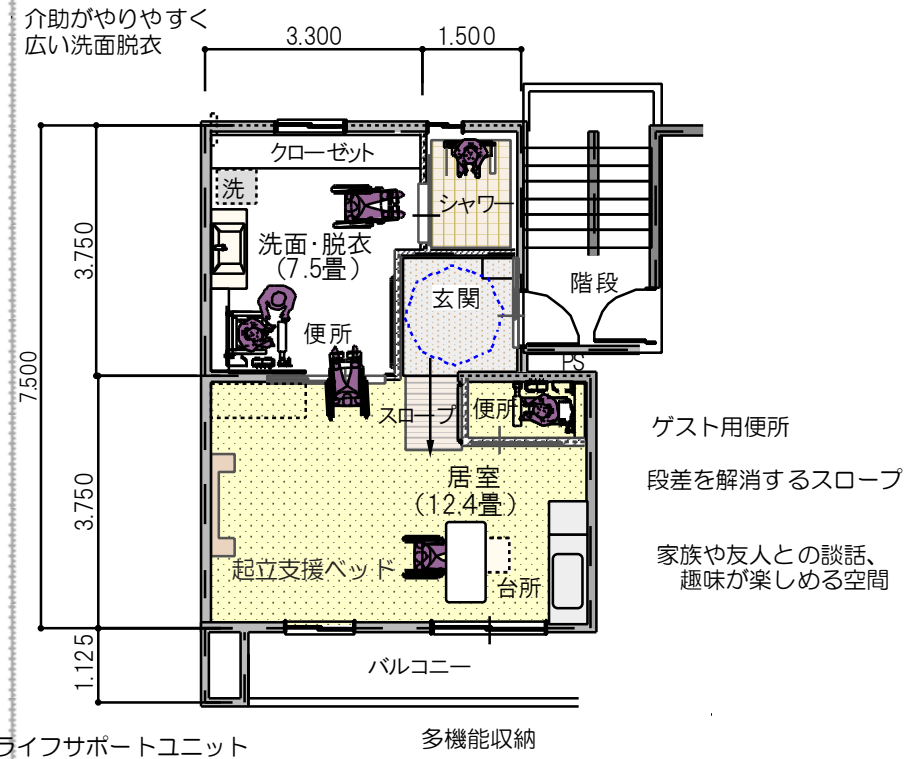 介助がやりやすく
広い洗面脱衣
3.300
1.500
クローゼット
洗
シャワー
3.750
洗面・脱衣
(7.5畳)
階段
玄関
便所
7.500
PS
スロープ
便所
ゲスト用便所
居室
(12.4畳)
段差を解消するスロープ
3.750
起立支援ベッド
台所
家族や友人との談話、
趣味が楽しめる空間
1.125
バルコニー
ライフサポートユニット
多機能収納